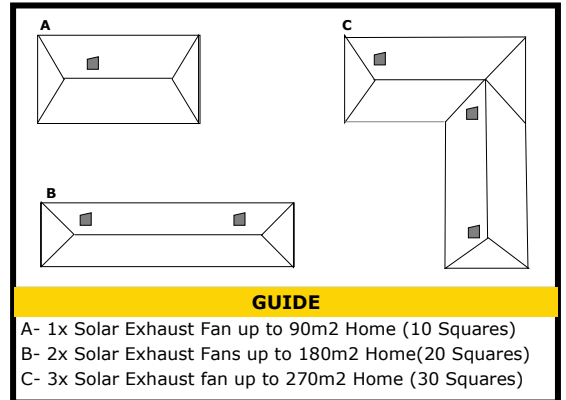 A
C
B
GUIDE
A- 1x Solar Exhaust Fan up to 90m2 Home (10 Squares)
B- 2x Solar Exhaust Fans up to 180m2 Home(20 Squares)
C- 3x Solar Exhaust fan up to 270m2 Home (30 Squares)